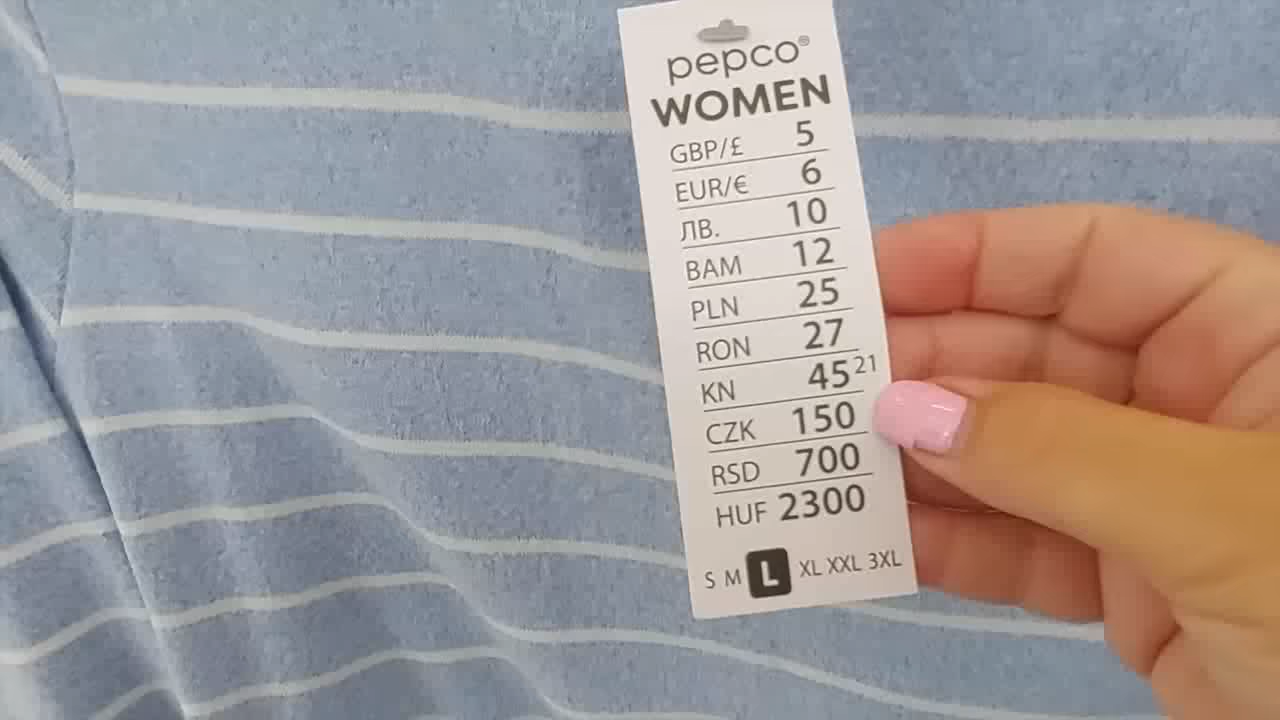 pepco®
WOMEN
GBP/£ 5
EUR/€ 6
ЛВ. 10
BAM 12
PLN 25
RON 27
KN 45²¹
CZK 150
RSD 700
HUF 2300
S M L XL XXL 3XL